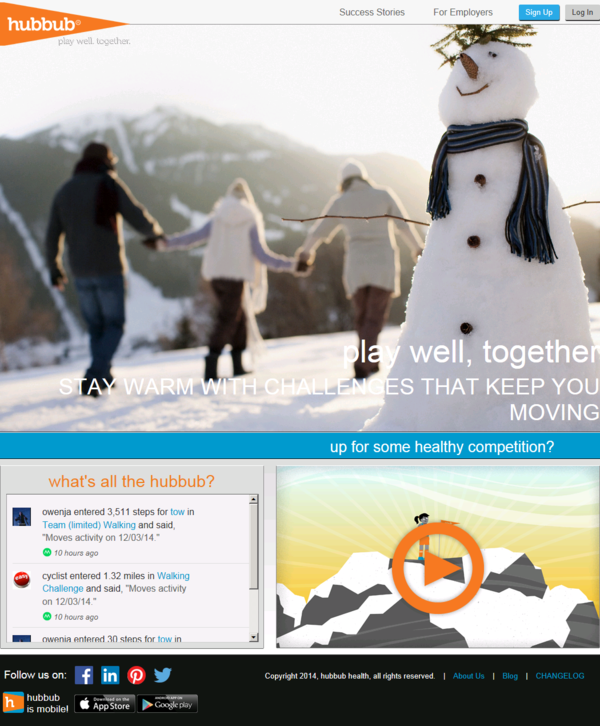 hubbub
play well. together.
Success Stories
For Employers
Sign Up
Log In
play well, together
STAY WARM WITH CHALLENGES THAT KEEP YOU
MOVING
up for some healthy competition?
what's all the hubbub?
owenja entered 3,511 steps for tow in
Team (limited) Walking and said,
"Moves activity on 12/03/14."
10 hours ago
easy
cyclist entered 1.32 miles in Walking
Challenge and said, "Moves activity
on 12/03/14."
10 hours ago
owenja entered 30 steps for tow in
Follow us on:
Copyright 2014, hubbub health, all rights reserved. | About Us | Blog | CHANGELOG
hubbub
is mobile!
Download on the
App Store
ANDROID APP ON
Google play